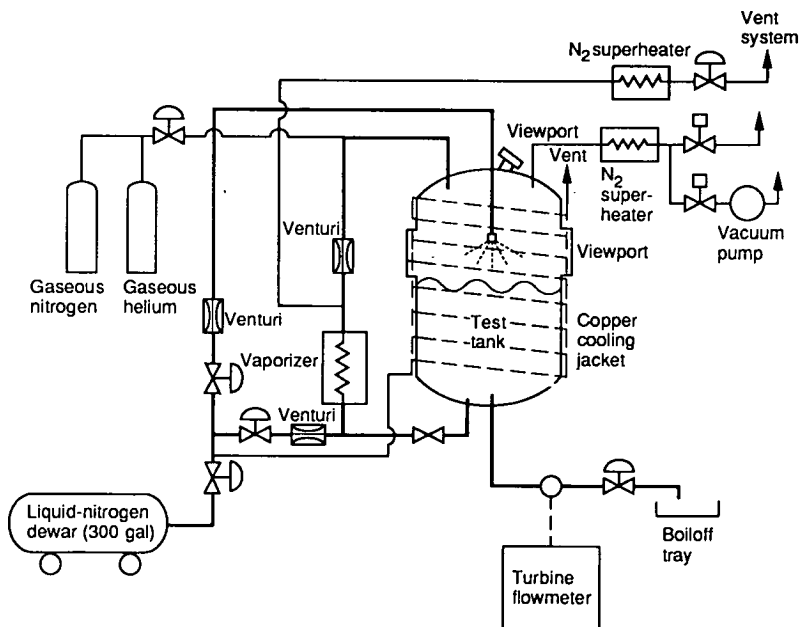 Vent
system
N2 superheater
Viewport
Vent
N2
super-
heater
Vacuum
pump
Venturi
Viewport
Gaseous
nitrogen
Gaseous
helium
Venturi
Vaporizer
Test
tank
Copper
cooling
jacket
Venturi
Liquid-nitrogen
dewar (300 gal)
Boiloff
tray
Turbine
flowmeter